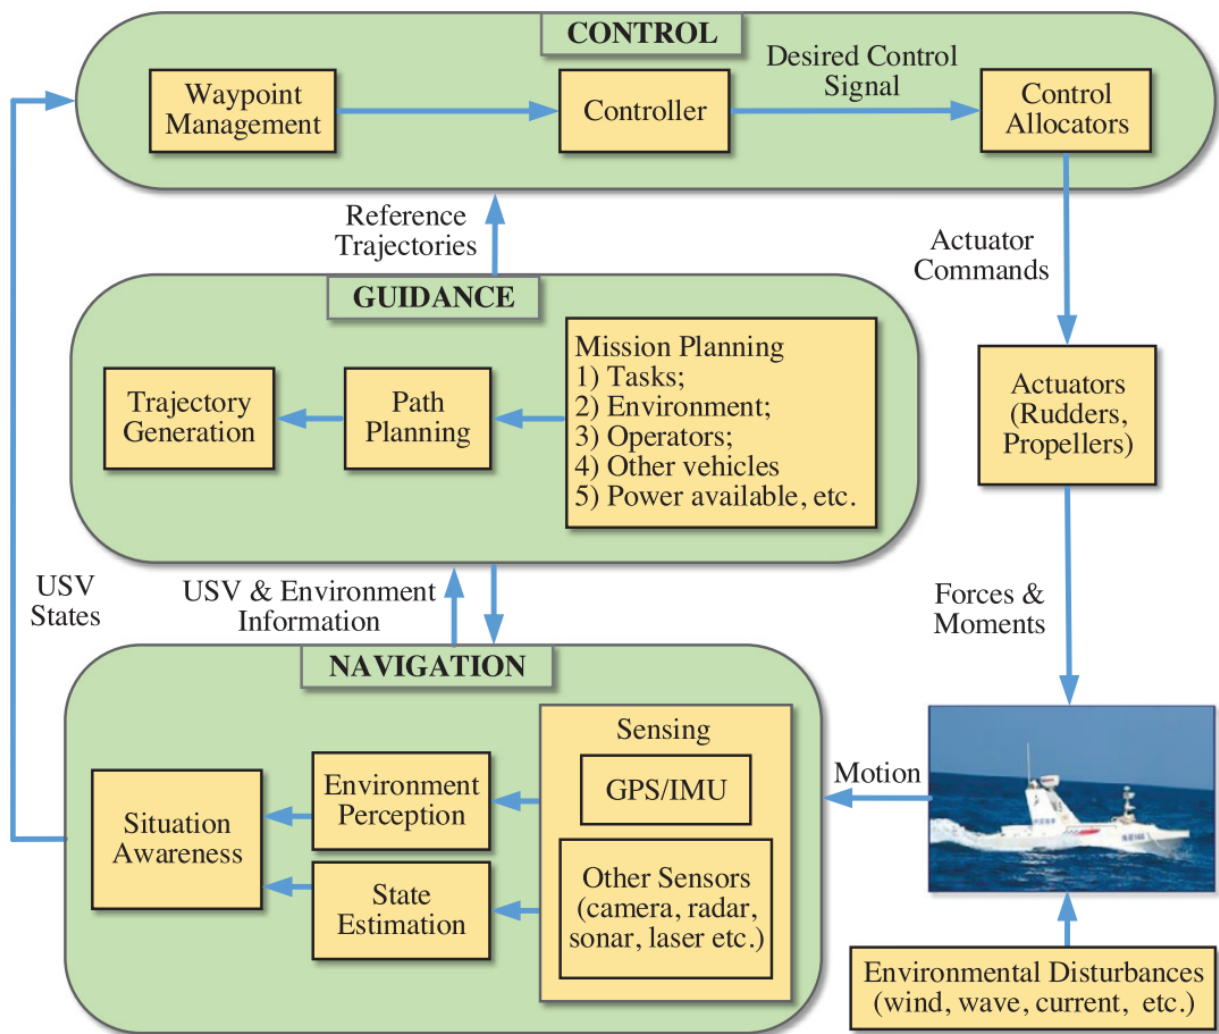 CONTROL
Waypoint
Management
Controller
Desired Control
Signal
Control
Allocators
Reference
Trajectories
Actuator
Commands
GUIDANCE
Trajectory
Generation
Path
Planning
Mission Planning
1) Tasks;
2) Environment;
3) Operators;
4) Other vehicles
5) Power available, etc.
Actuators
(Rudders,
Propellers)
USV
States
USV & Environment
Information
Forces &
Moments
NAVIGATION
Situation
Awareness
Environment
Perception
State
Estimation
Sensing
GPS/IMU
Other Sensors
(camera, radar,
sonar, laser etc.)
Motion
Environmental Disturbances
(wind, wave, current, etc.)